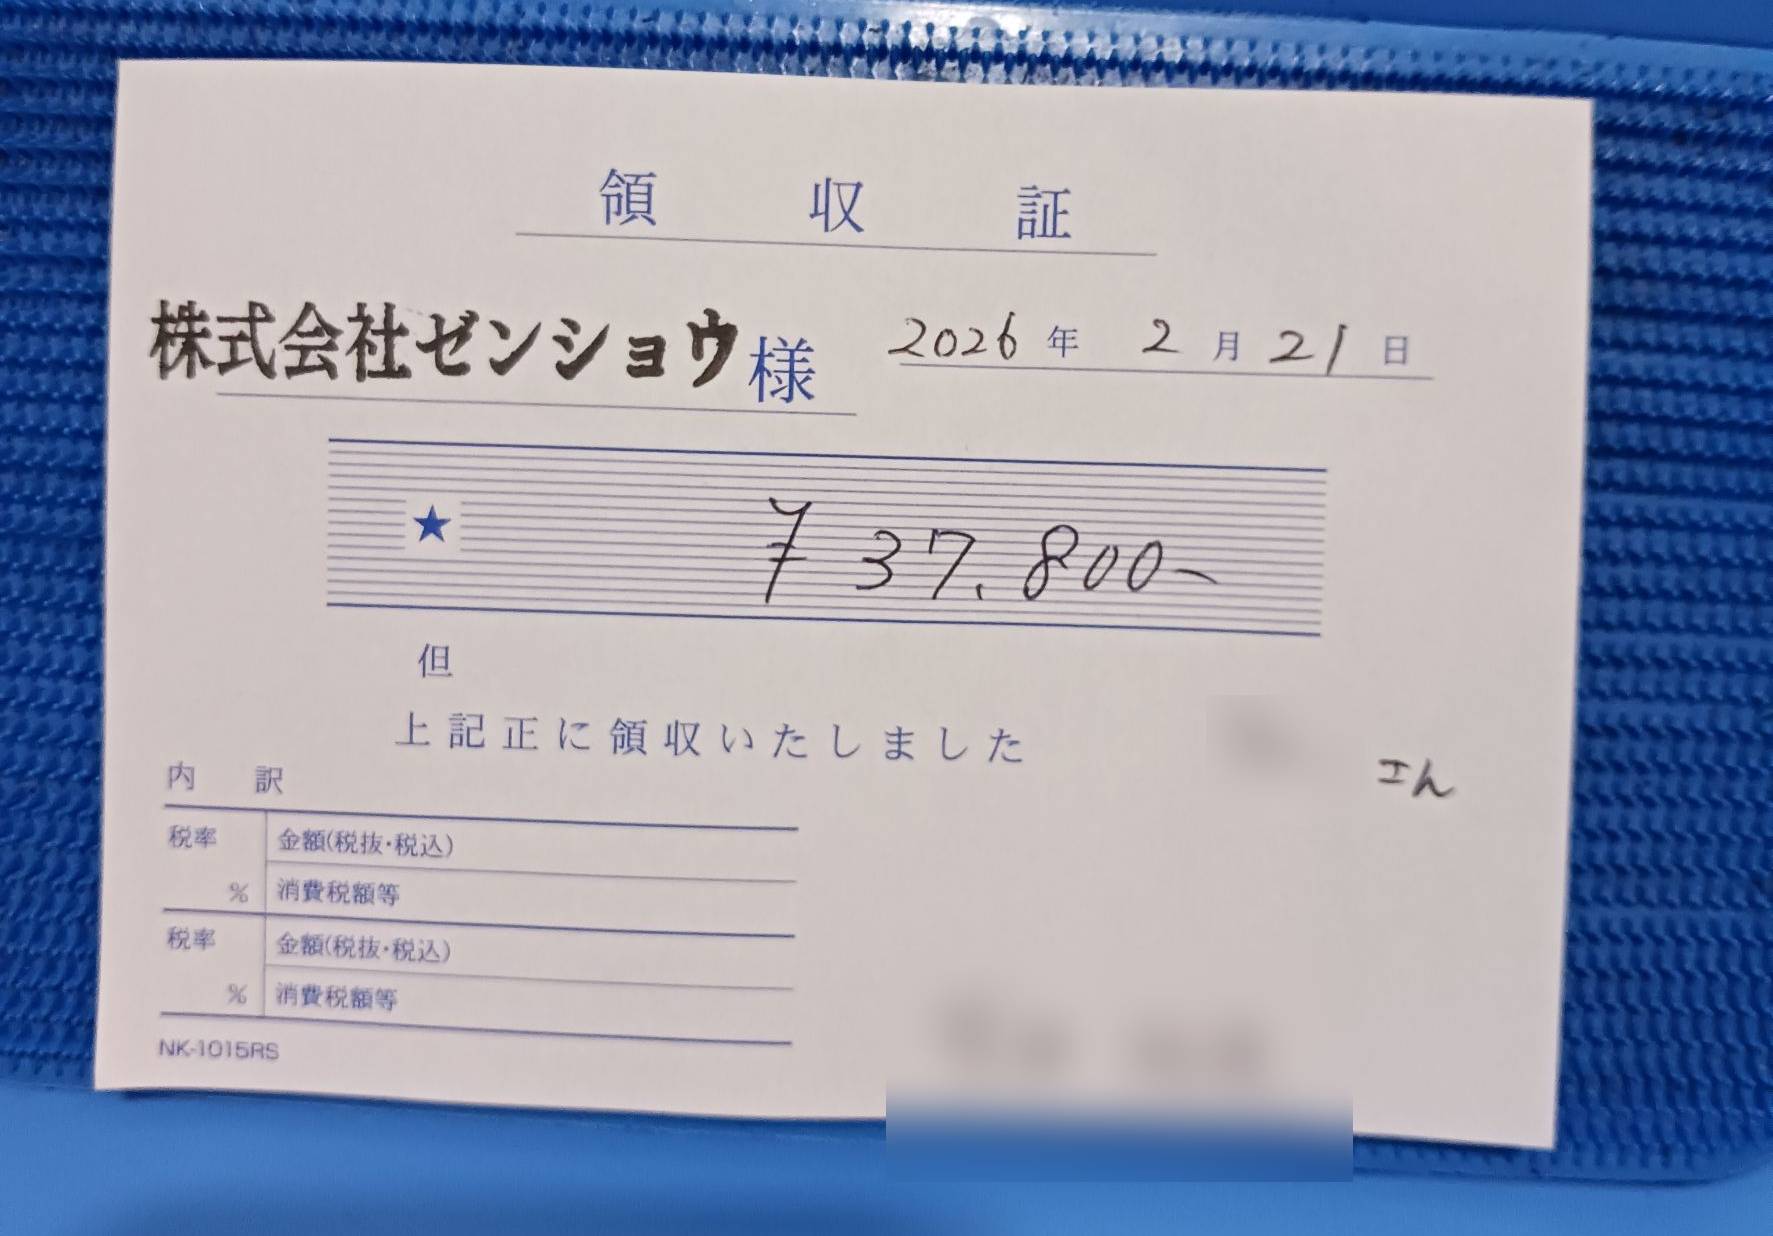 領収証
株式会社ゼンショウ様 2026年2月21日
★ ¥37.800-
但
上記正に領収いたしました
内訳
税率 % 金額(税抜・税込)
消費税額等
税率 % 金額(税抜・税込)
消費税額等
NK-1015RS